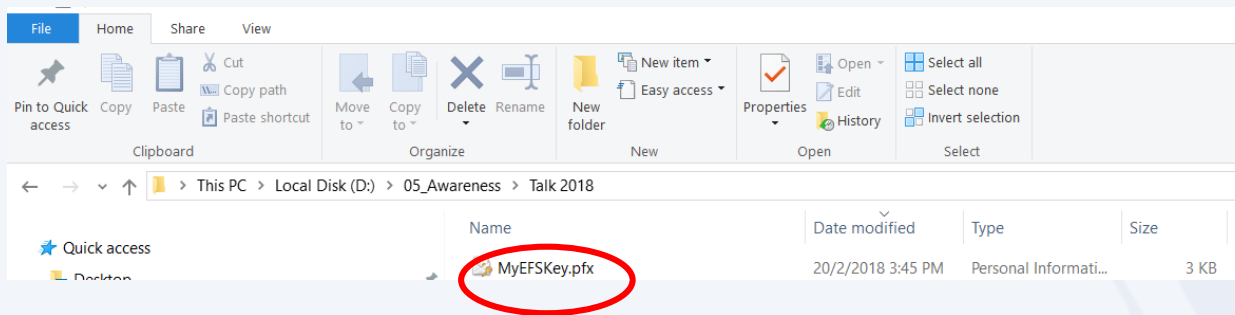 File Home Share View
Pin to Quick access
Copy
Paste
Cut
Copy path
Paste shortcut
Clipboard
Move to
Copy to
Delete
Rename
Organize
New folder
New item
Easy access
New
Properties
Open
Edit
History
Open
Select all
Select none
Invert selection
Select
This PC > Local Disk (D:) > 05_Awareness > Talk 2018
Name Date modified Type Size
Quick access
MyEFSKey.pfx 20/2/2018 3:45 PM Personal Informati... 3 KB
Desktop